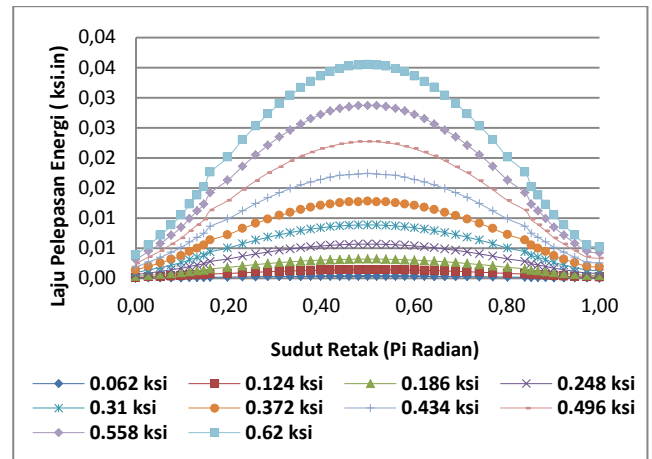 Laju Pelepasan Energi ( ksi.in)
0,04
0,04
0,03
0,03
0,02
0,02
0,01
0,01
0,00
0,00 0,20 0,40 0,60 0,80 1,00
Sudut Retak (Pi Radian)
0.062 ksi 0.124 ksi 0.186 ksi 0.248 ksi
0.31 ksi 0.372 ksi 0.434 ksi 0.496 ksi
0.558 ksi 0.62 ksi